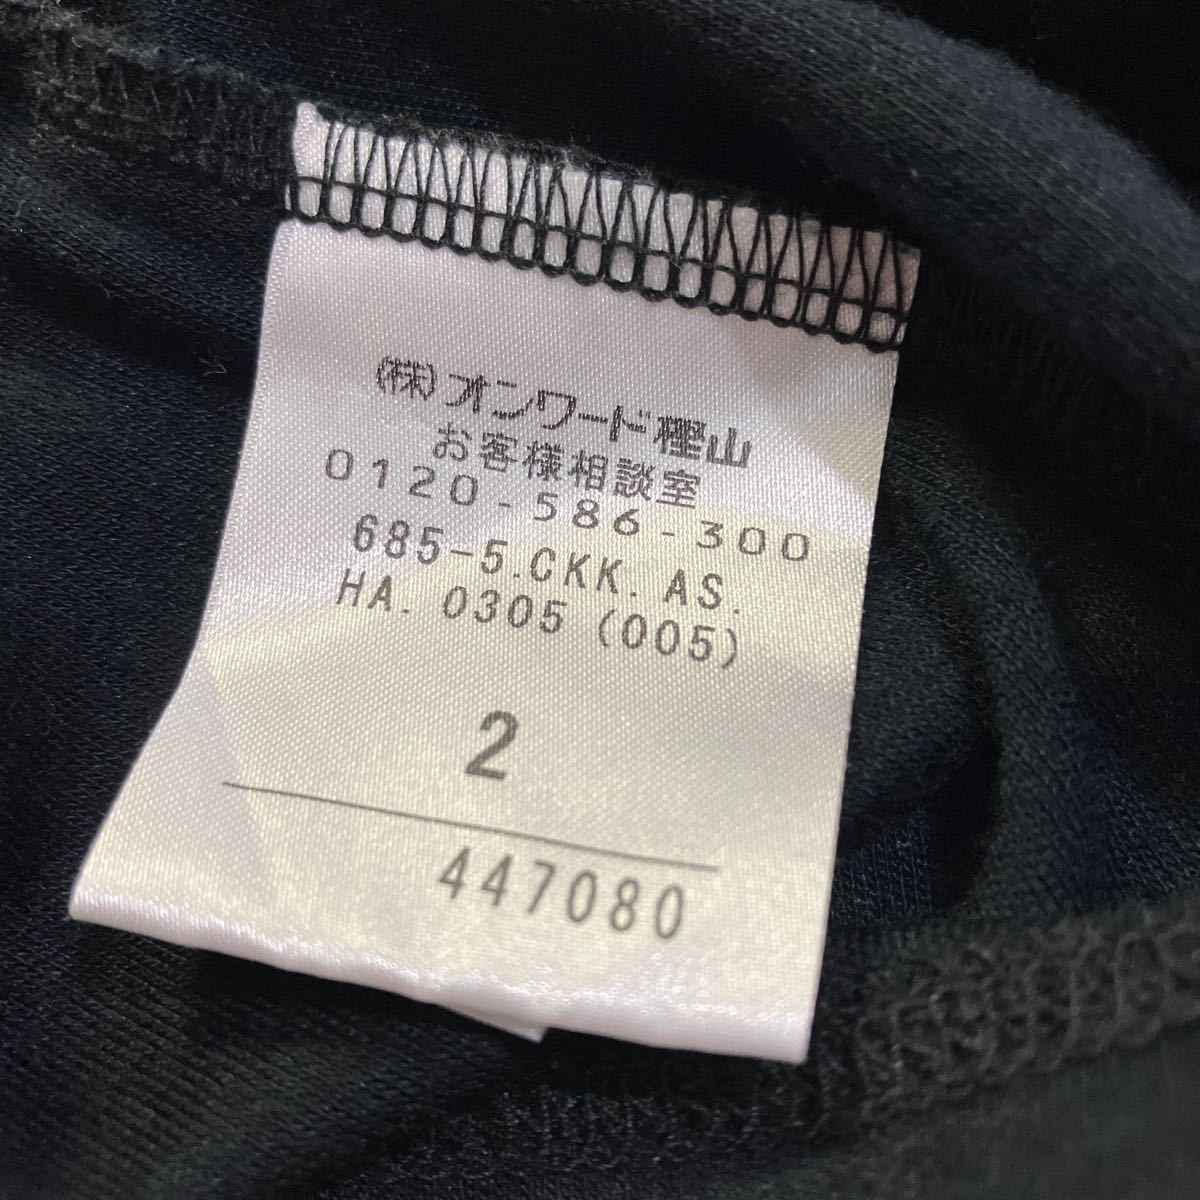 (株)オンワード樫山
お客様相談室
0120-586-300
685-5.CKK.AS.
HA.0305(005)
2
447080